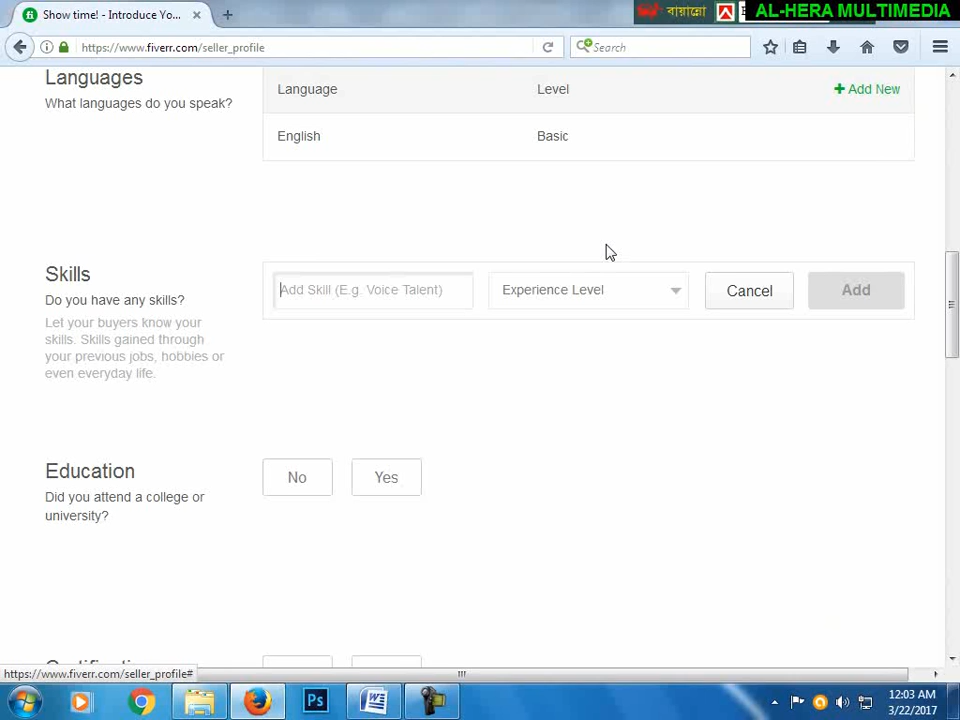 Show time! - Introduce Yo...
বায়ান্নো
AL-HERA MULTIMEDIA
https://www.fiverr.com/seller_profile
Search
Languages
What languages do you speak?
Language
Level
Add New
English
Basic
Skills
Do you have any skills?
Let your buyers know your
skills. Skills gained through
your previous jobs, hobbies or
even everyday life.
Add Skill (E.g. Voice Talent)
Experience Level
Cancel
Add
Education
Did you attend a college or
university?
No
Yes
https://www.fiverr.com/seller_profile#
Ps
12:03 AM
3/22/2017